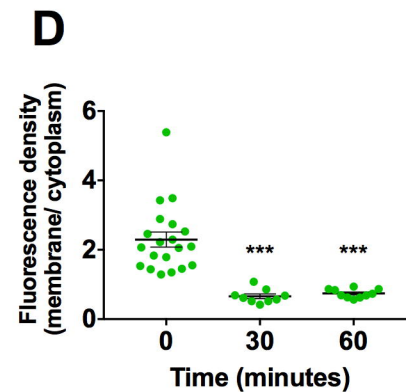 D
Fluorescence density
(membrane/ cytoplasm)
6
4
2
0
*** ***
0 30 60
Time (minutes)